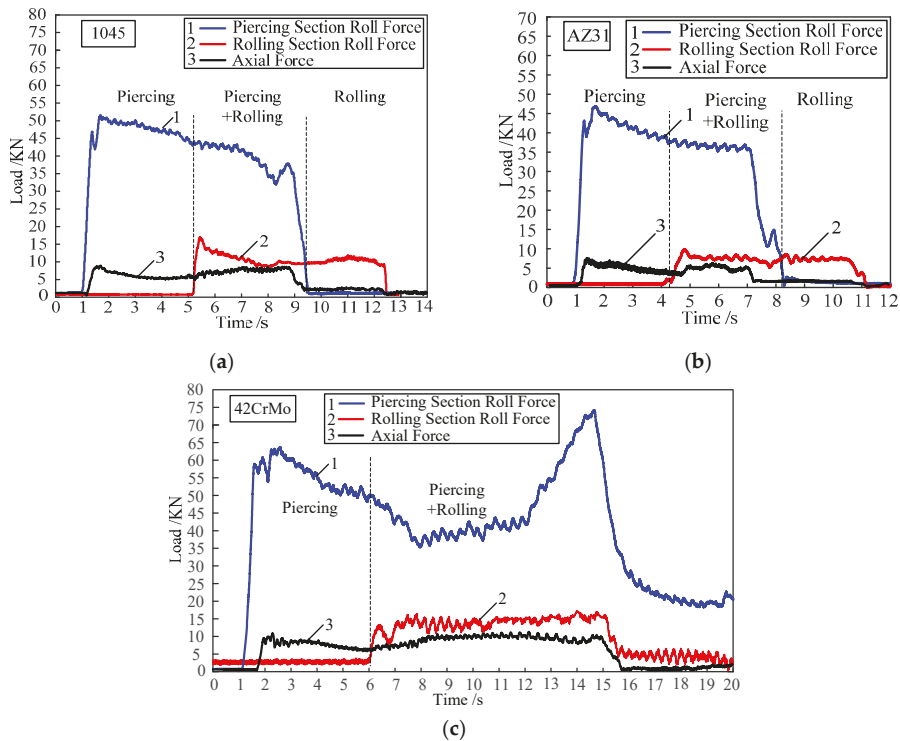 1045
1 Piercing Section Roll Force
2 Rolling Section Roll Force
3 Axial Force
Piercing
Piercing
+Rolling
Rolling
1
2
3
Load /KN
80
75
70
65
60
55
50
45
40
35
30
25
20
15
10
5
0
0 1 2 3 4 5 6 7 8 9 10 11 12 13 14
Time /s
(a)
AZ31
1 Piercing Section Roll Force
2 Rolling Section Roll Force
3 Axial Force
Piercing
Piercing
+Rolling
Rolling
1
2
3
Load /KN
70
65
60
55
50
45
40
35
30
25
20
15
10
5
0
0 1 2 3 4 5 6 7 8 9 10 11 12
Time /s
(b)
42CrMo
1 Piercing Section Roll Force
2 Rolling Section Roll Force
3 Axial Force
1
Piercing
Piercing
+Rolling
2
3
Load /KN
80
75
70
65
60
55
50
45
40
35
30
25
20
15
10
5
0
0 1 2 3 4 5 6 7 8 9 10 11 12 13 14 15 16 17 18 19 20
Time /s
(c)